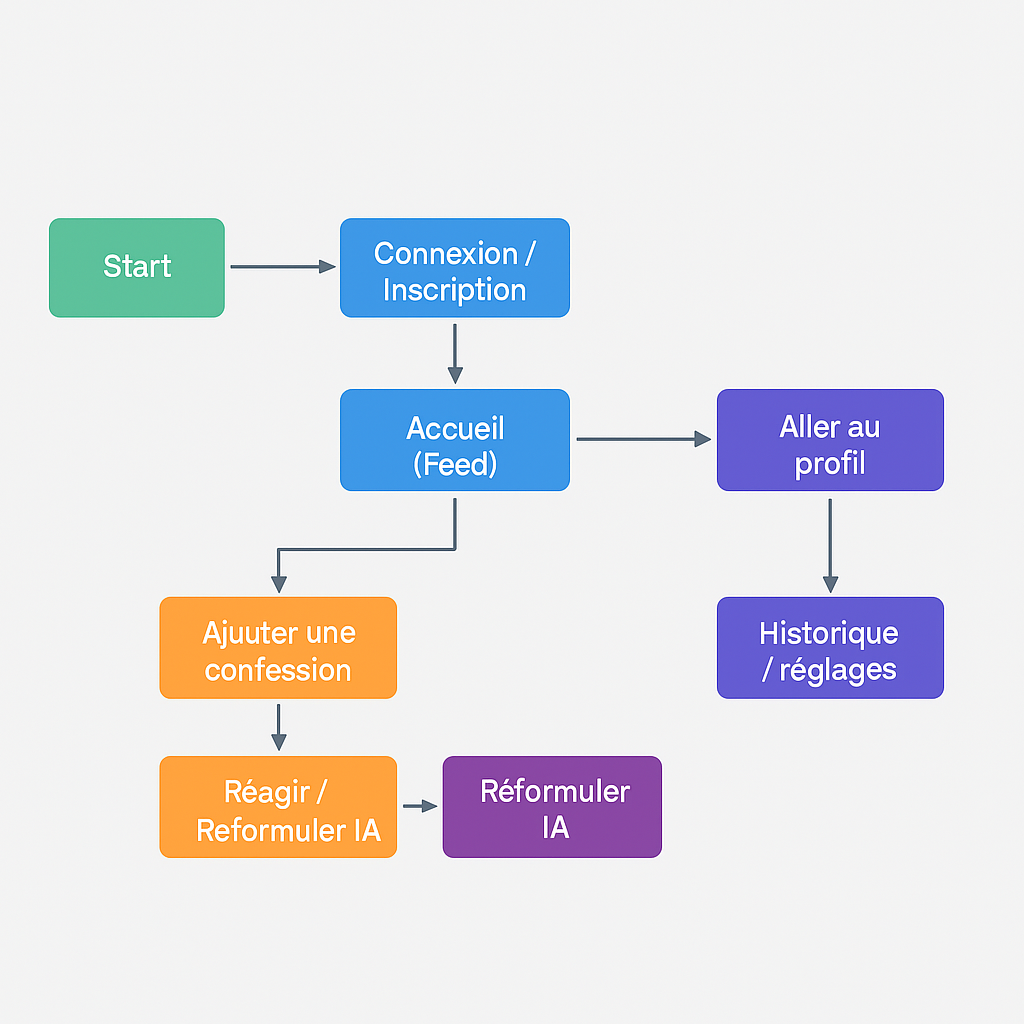 Start
Connexion /
Inscription
Accueil
(Feed)
Aller au
profil
Ajuuter une
confession
Historique
/ réglages
Réagir /
Reformuler IA
Réformuler
IA